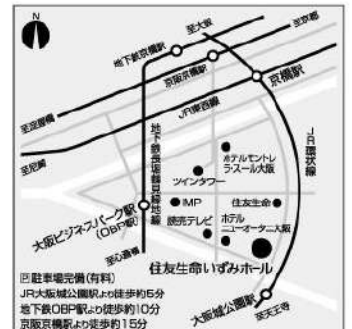 N
至大阪
至京都
地下鉄京橋駅
京阪京橋駅
京橋駅
至淀屋橋
JR東西線
JR環状線
至尼崎
地下鉄長堀鶴見緑地線
ホテルモントレ
ラ・スール大阪
ツインタワー
IMP
住友生命
大阪ビジネスパーク駅
(OBP駅)
読売テレビ
ホテル
ニューオータニ大阪
至心斎橋
住友生命いずみホール
大阪城公園駅
至天王寺
P 駐車場完備(有料)
JR大阪城公園駅より徒歩約5分
地下鉄OBP駅より徒歩約10分
京阪京橋駅より徒歩約15分